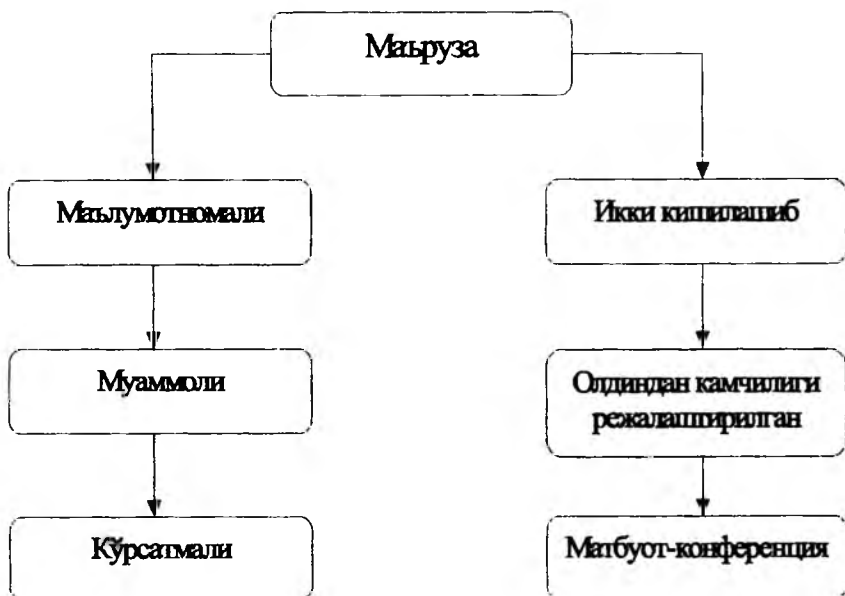 Маъруза
Маълумотномали
Икки кишилашиб
Муаммоли
Олдиндан камчилиги
режалаштирилган
Кўрсатмали
Матбуот-конференция